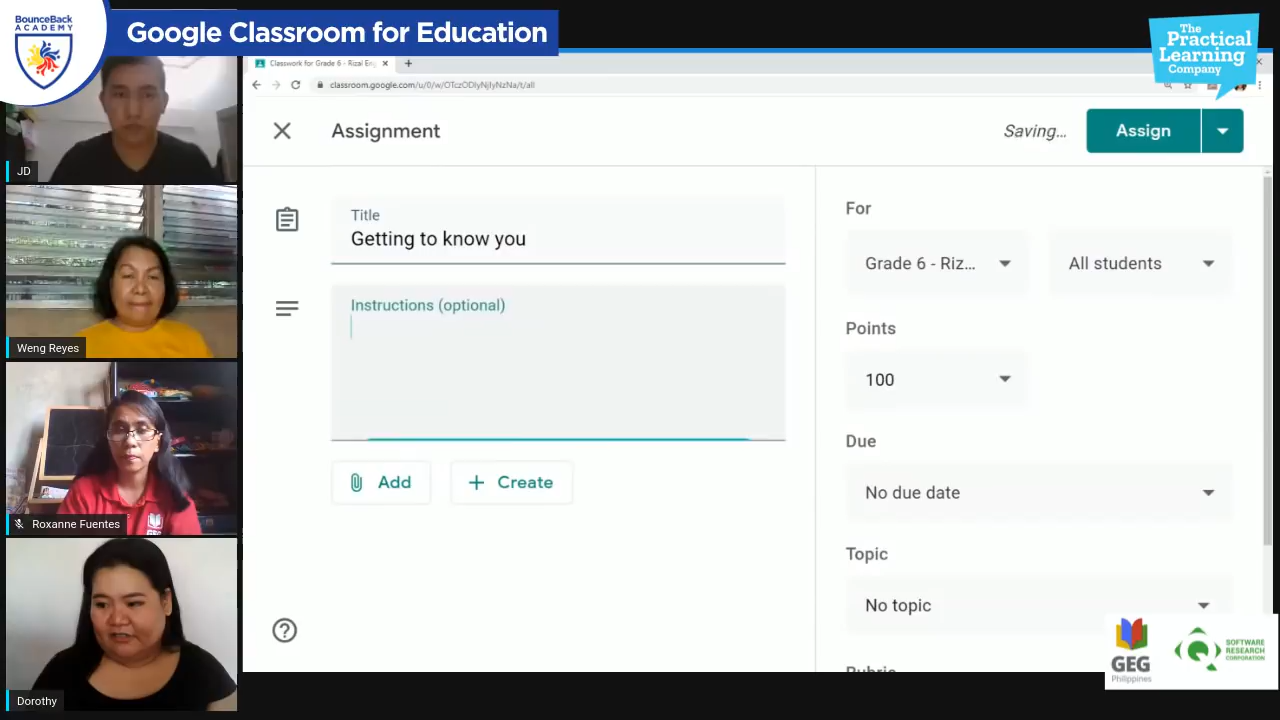 BounceBack
ACADEMY
Google Classroom for Education
The
Practical
Learning
Company
Classwork for Grade 6 - Rizal Eng
classroom.google.com/u/0/w/OTczODIyNjIyNzNa/t/all
Assignment
Saving...
Assign
Title
Getting to know you
Instructions (optional)
Add
Create
For
Grade 6 - Riz...
All students
Points
100
Due
No due date
Topic
No topic
Rubric
JD
Weng Reyes
Roxanne Fuentes
Dorothy
GEG
Philippines
SOFTWARE
RESEARCH
CORPORATION